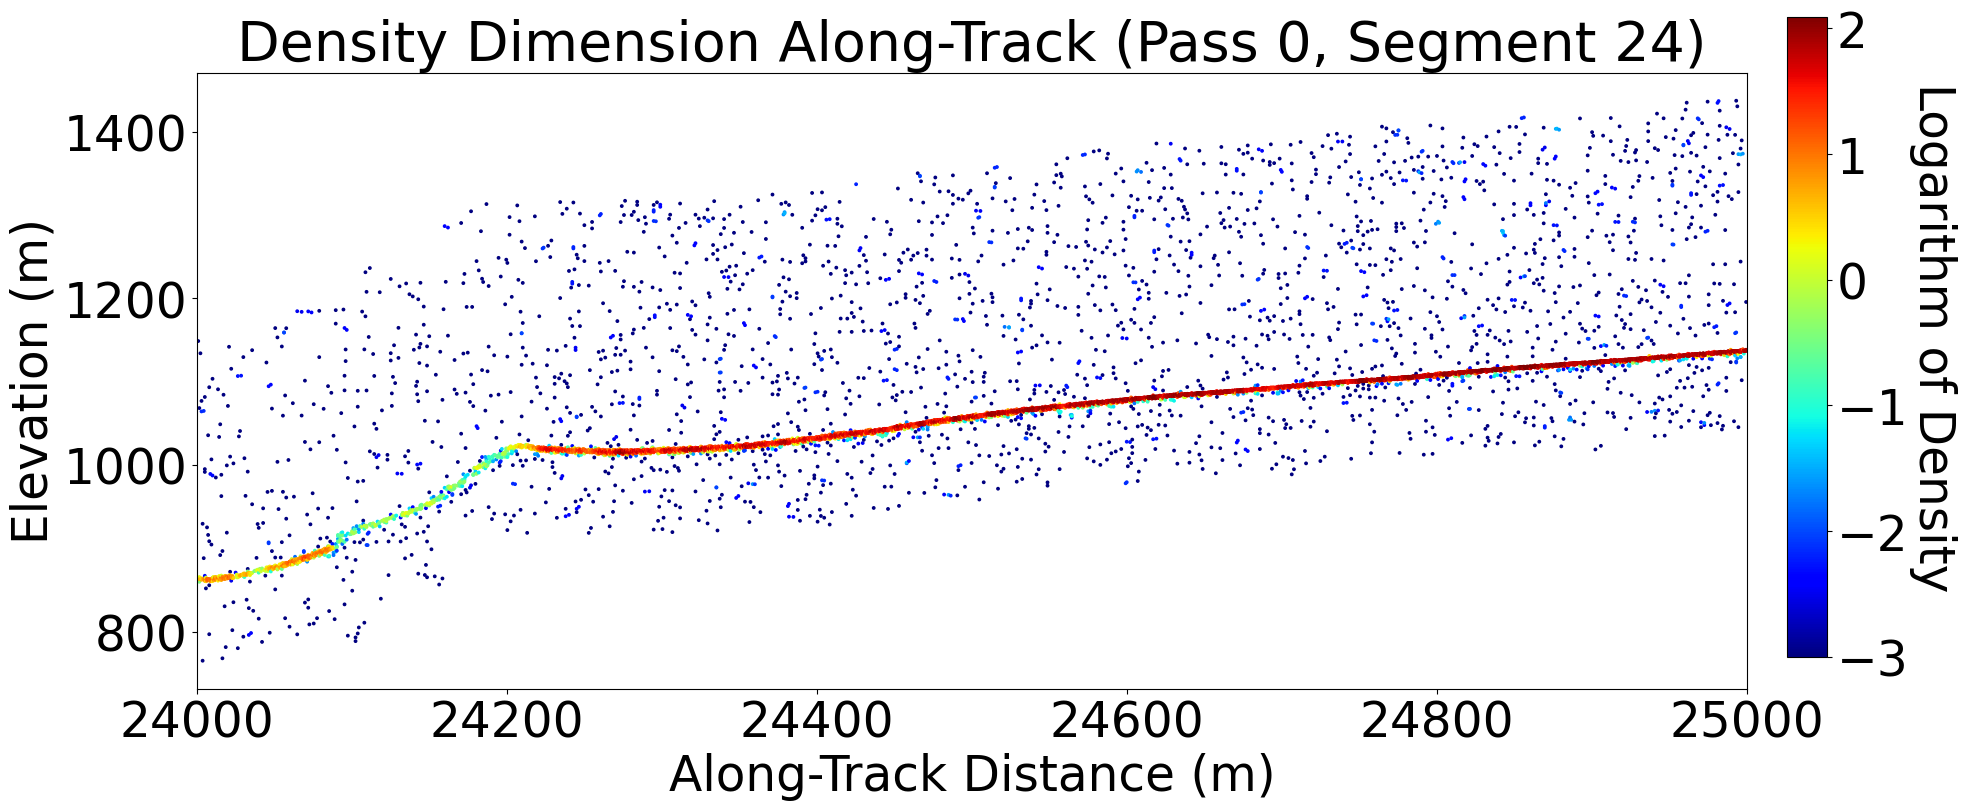 Density Dimension Along-Track (Pass 0, Segment 24)
1400
1200
1000
800
Elevation (m)
24000 24200 24400 24600 24800 25000
Along-Track Distance (m)
2
1
0
−1
−2
−3
Logarithm of Density